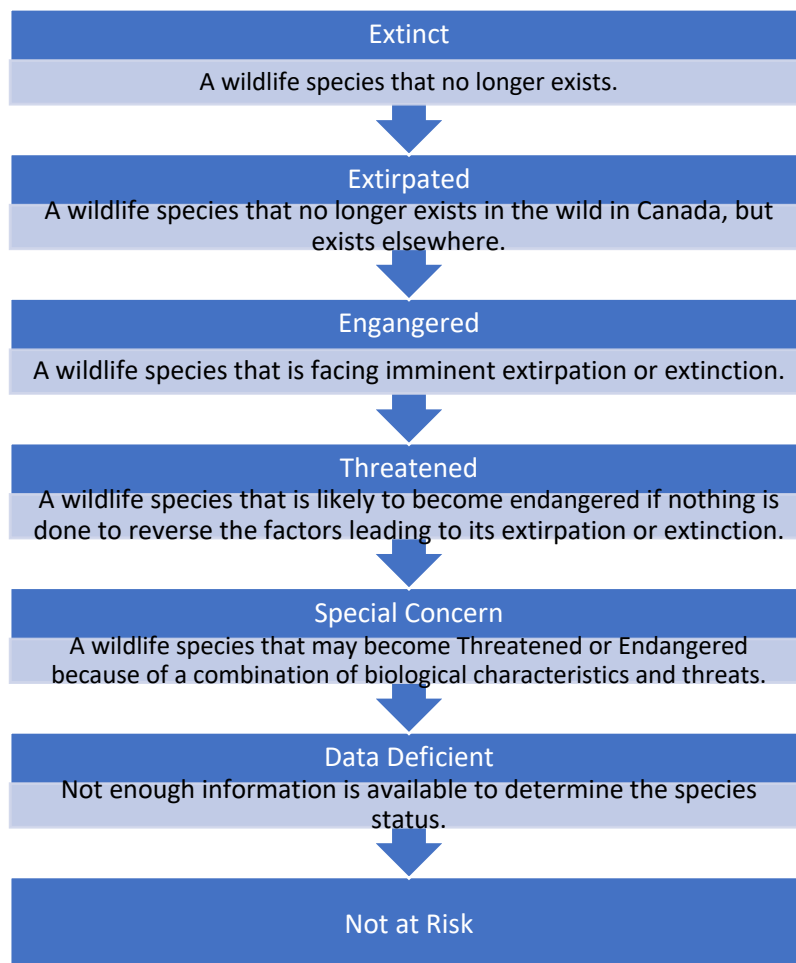 Extinct
A wildlife species that no longer exists.
Extirpated
A wildlife species that no longer exists in the wild in Canada, but
exists elsewhere.
Engangered
A wildlife species that is facing imminent extirpation or extinction.
Threatened
A wildlife species that is likely to become endangered if nothing is
done to reverse the factors leading to its extirpation or extinction.
Special Concern
A wildlife species that may become Threatened or Endangered
because of a combination of biological characteristics and threats.
Data Deficient
Not enough information is available to determine the species
status.
Not at Risk